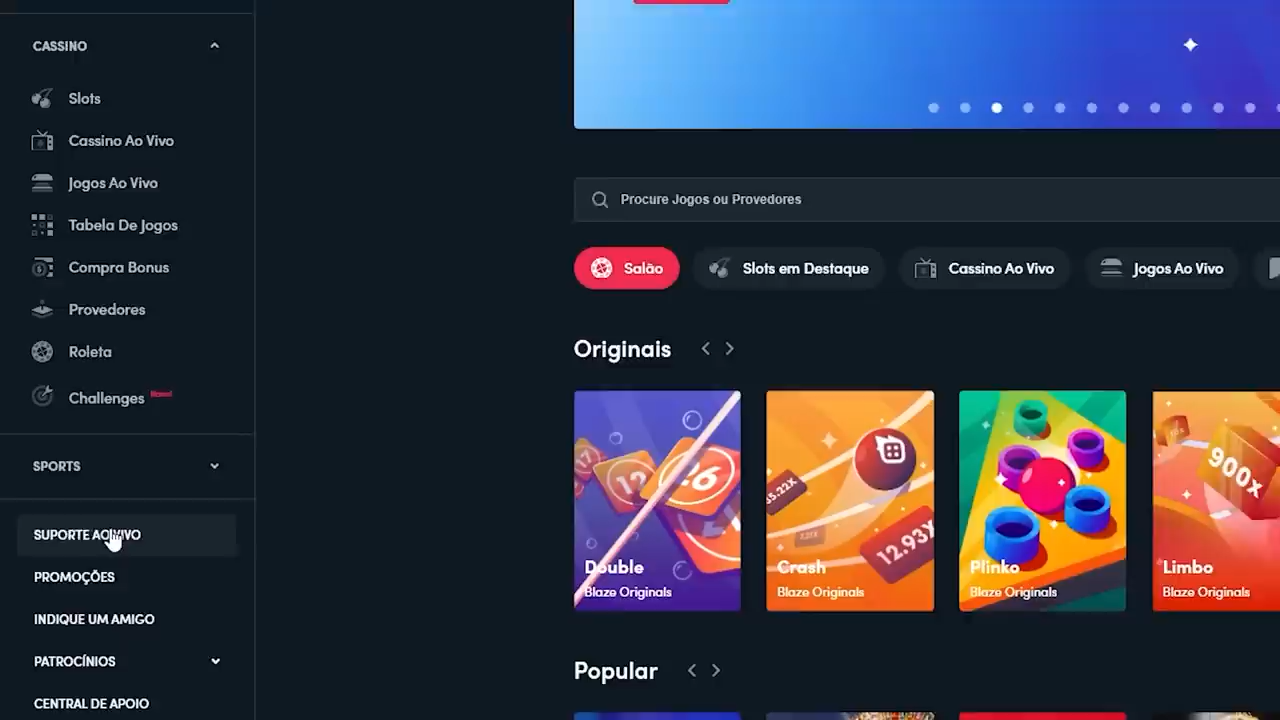 CASSINO
Slots
Cassino Ao Vivo
Jogos Ao Vivo
Tabela De Jogos
Compra Bonus
Provedores
Roleta
Challenges
SPORTS
SUPORTE AO VIVO
PROMOÇÕES
INDIQUE UM AMIGO
PATROCÍNIOS
CENTRAL DE APOIO
Procure Jogos ou Provedores
Salão
Slots em Destaque
Cassino Ao Vivo
Jogos Ao Vivo
Originais
17
12
26
Double
Blaze Originals
12.93X
Crash
Blaze Originals
Plinko
Blaze Originals
900x
Limbo
Blaze Originals
Popular